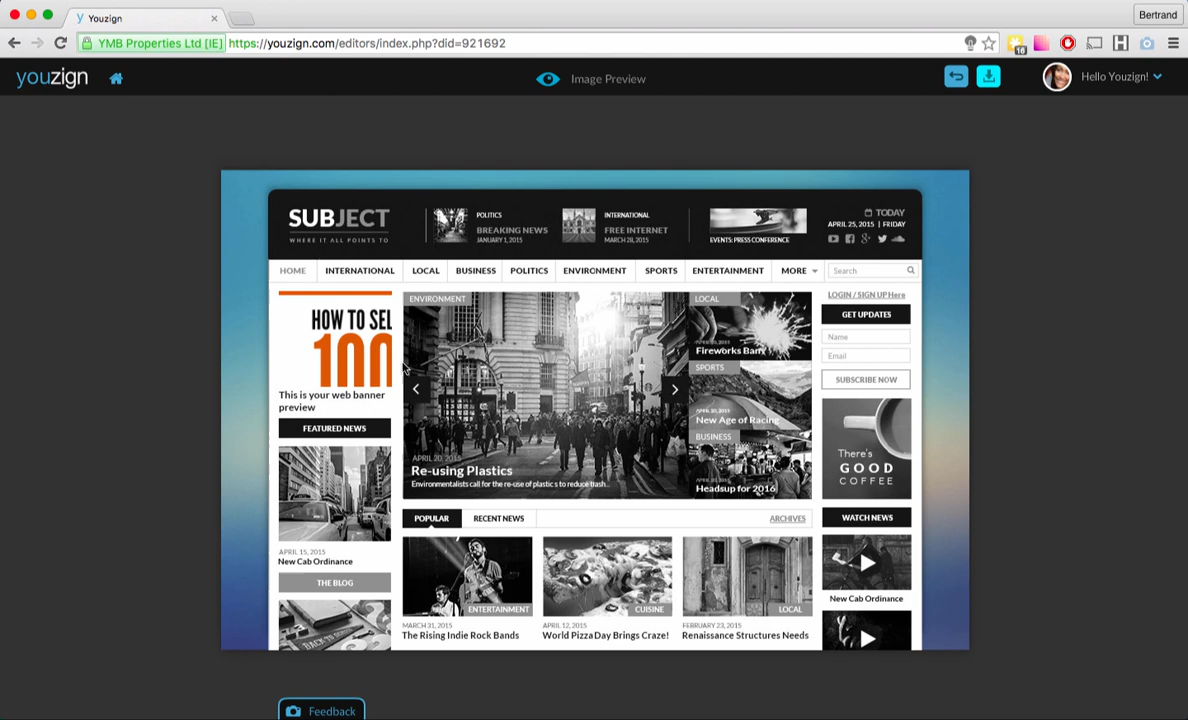 Youzign
Bertrand
YMB Properties Ltd [IE]
https://youzign.com/editors/index.php?did=921692
16
youzign
Image Preview
Hello Youzign!
SUBJECT
WHERE IT ALL POINTS TO
POLITICS
BREAKING NEWS
JANUARY 1, 2015
INTERNATIONAL
FREE INTERNET
MARCH 28, 2015
EVENTS: PRESS CONFERENCE
TODAY
APRIL 25, 2015 | FRIDAY
HOME
INTERNATIONAL
LOCAL
BUSINESS
POLITICS
ENVIRONMENT
SPORTS
ENTERTAINMENT
MORE
Search
HOW TO SEL
100
This is your web banner
preview
FEATURED NEWS
APRIL 15, 2015
New Cab Ordinance
THE BLOG
BACK TO
ENVIRONMENT
APRIL 20, 2015
Re-using Plastics
Environmentalists call for the re-use of plastics to reduce trash..
LOCAL
Fireworks Barry
SPORTS
New Age of Racing
BUSINESS
Headsup for 2016
POPULAR
RECENT NEWS
ARCHIVES
ENTERTAINMENT
MARCH 31, 2015
The Rising Indie Rock Bands
CUISINE
APRIL 12, 2015
World Pizza Day Brings Craze!
LOCAL
FEBRUARY 23, 2015
Renaissance Structures Needs
LOGIN / SIGN UP Here
GET UPDATES
Name
Email
SUBSCRIBE NOW
There's
GOOD
COFFEE
WATCH NEWS
New Cab Ordinance
Feedback